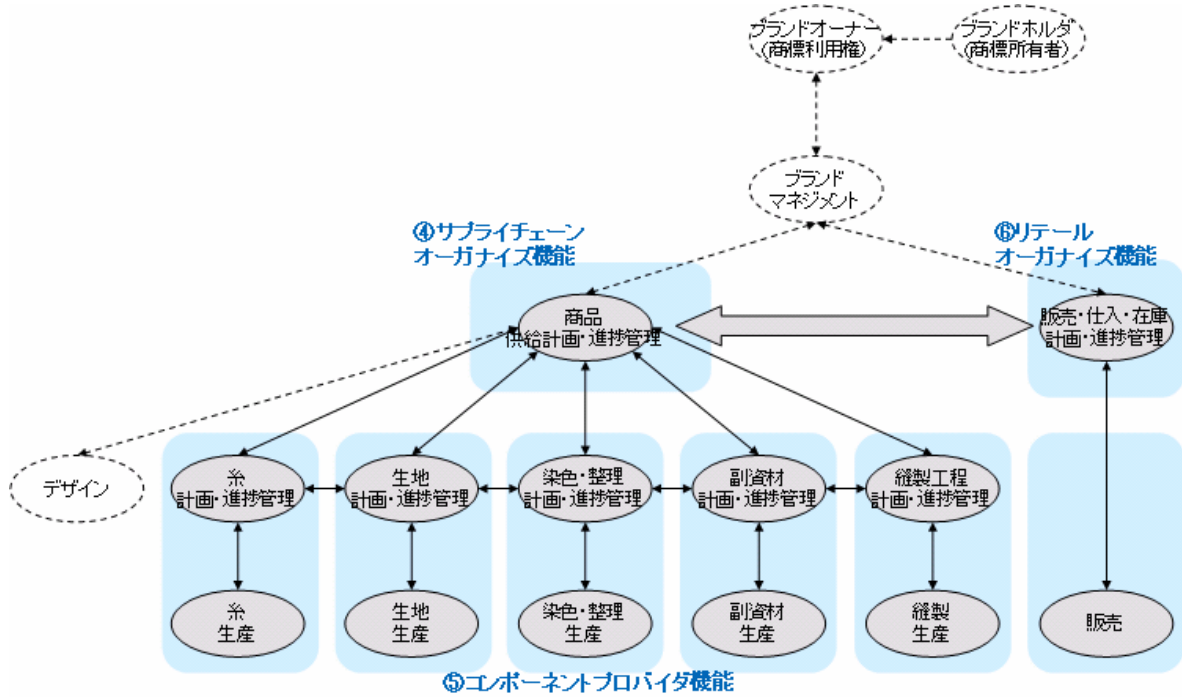 ブランドオーナー
(商標利用権)
ブランドホルダ
(商標所有者)
ブランド
マネジメント
④サプライチェーン
オーガナイズ機能
⑥リテール
オーガナイズ機能
商品
供給計画・進捗管理
販売・仕入・在庫
計画・進捗管理
デザイン
糸
計画・進捗管理
生地
計画・進捗管理
染色・整理
計画・進捗管理
副資材
計画・進捗管理
縫製工程
計画・進捗管理
糸
生産
生地
生産
染色・整理
生産
副資材
生産
縫製
生産
販売
⑤コンポーネントプロバイダ機能